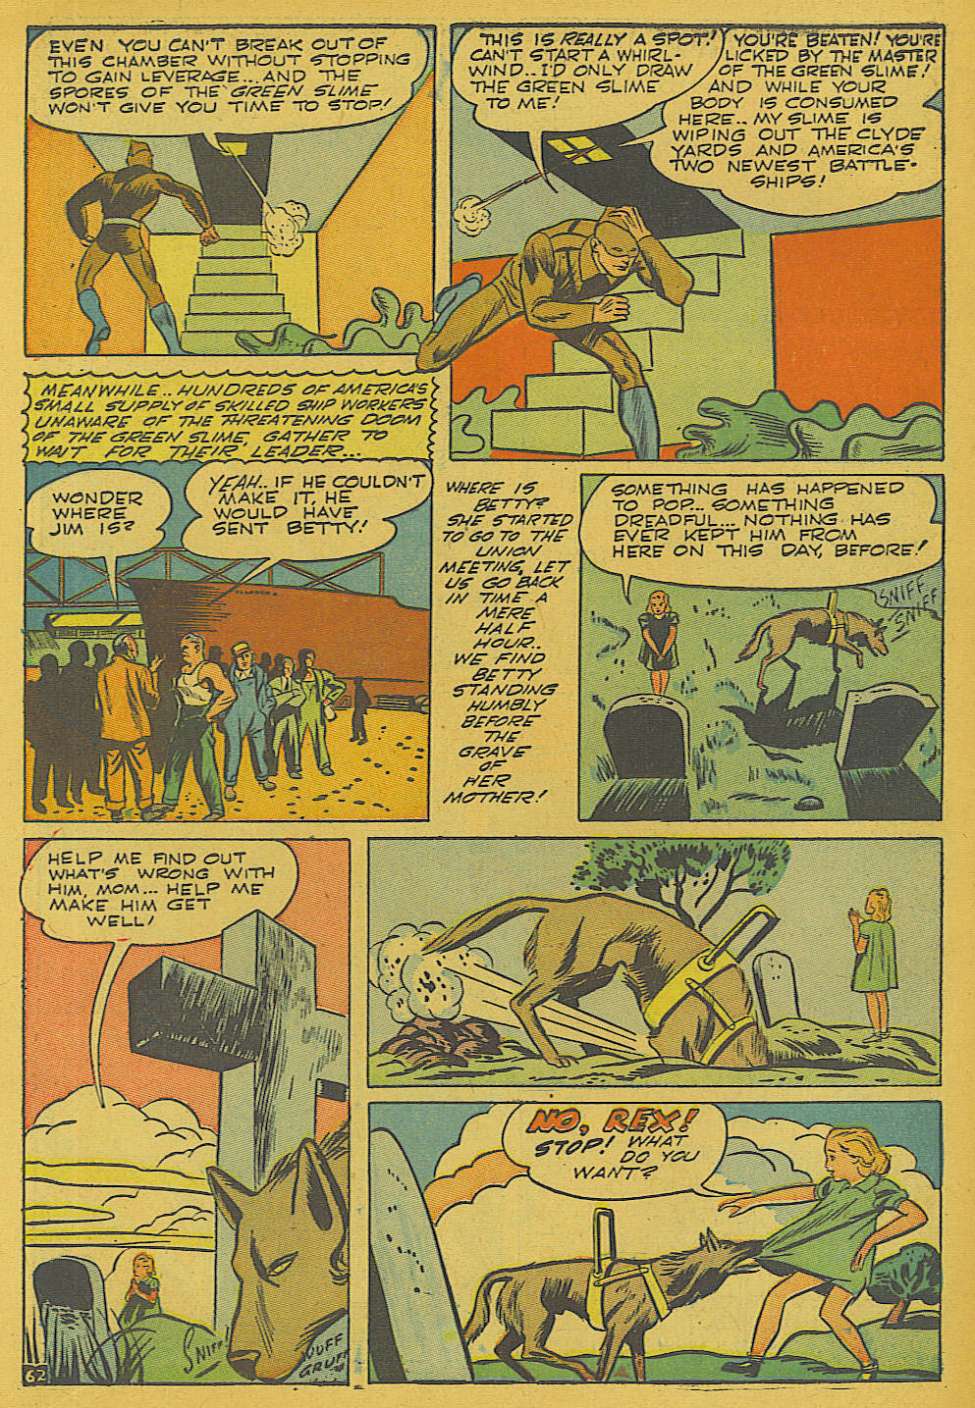 EVEN YOU CAN'T BREAK OUT OF
THIS CHAMBER WITHOUT STOPPING
TO GAIN LEVERAGE... AND THE
SPORES OF THE GREEN SLIME
WON'T GIVE YOU TIME TO STOP!
THIS IS REALLY A SPOT!
CAN'T START A WHIRL-
WIND.. I'D ONLY DRAW
THE GREEN SLIME
TO ME!
YOU'RE BEATEN! YOU'RE
LICKED BY THE MASTER
OF THE GREEN SLIME!
AND WHILE YOUR
BODY IS CONSUMED
HERE.. MY SLIME IS
WIPING OUT THE CLYDE
YARDS AND AMERICA'S
TWO NEWEST BATTLE-
SHIPS!
MEANWHILE.. HUNDREDS OF AMERICA'S
SMALL SUPPLY OF SKILLED SHIP WORKERS
UNAWARE OF THE THREATENING DOOM
OF THE GREEN SLIME, GATHER TO
WAIT FOR THEIR LEADER...
WONDER
WHERE
JIM IS?
YEAH.. IF HE COULDN'T
MAKE IT, HE
WOULD HAVE
SENT BETTY!
WHERE IS
BETTY?
SHE STARTED
TO GO TO THE
UNION
MEETING, LET
US GO BACK
IN TIME A
MERE
HALF
HOUR..
WE FIND
BETTY
STANDING
HUMBLY
BEFORE
THE
GRAVE
OF
HER
MOTHER!
SOMETHING HAS HAPPENED
TO POP... SOMETHING
DREADFUL... NOTHING HAS
EVER KEPT HIM FROM
HERE ON THIS DAY, BEFORE!
SNIFF
SNIFF
HELP ME FIND OUT
WHAT'S WRONG WITH
HIM, MOM... HELP ME
MAKE HIM GET
WELL!
SNIFF!
WUFF
GRUFF
62
NO, REX!
STOP! WHAT
DO YOU
WANT?